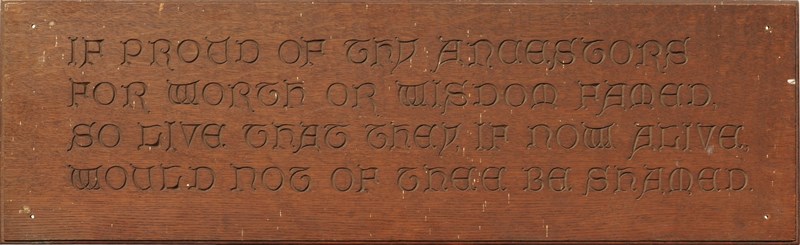 IF PROUD OF THY ANCESTORS
FOR WORTH OR WISDOM FAMED,
SO LIVE THAT THEY, IF NOW ALIVE,
WOULD NOT OF THEE BE SHAMED.